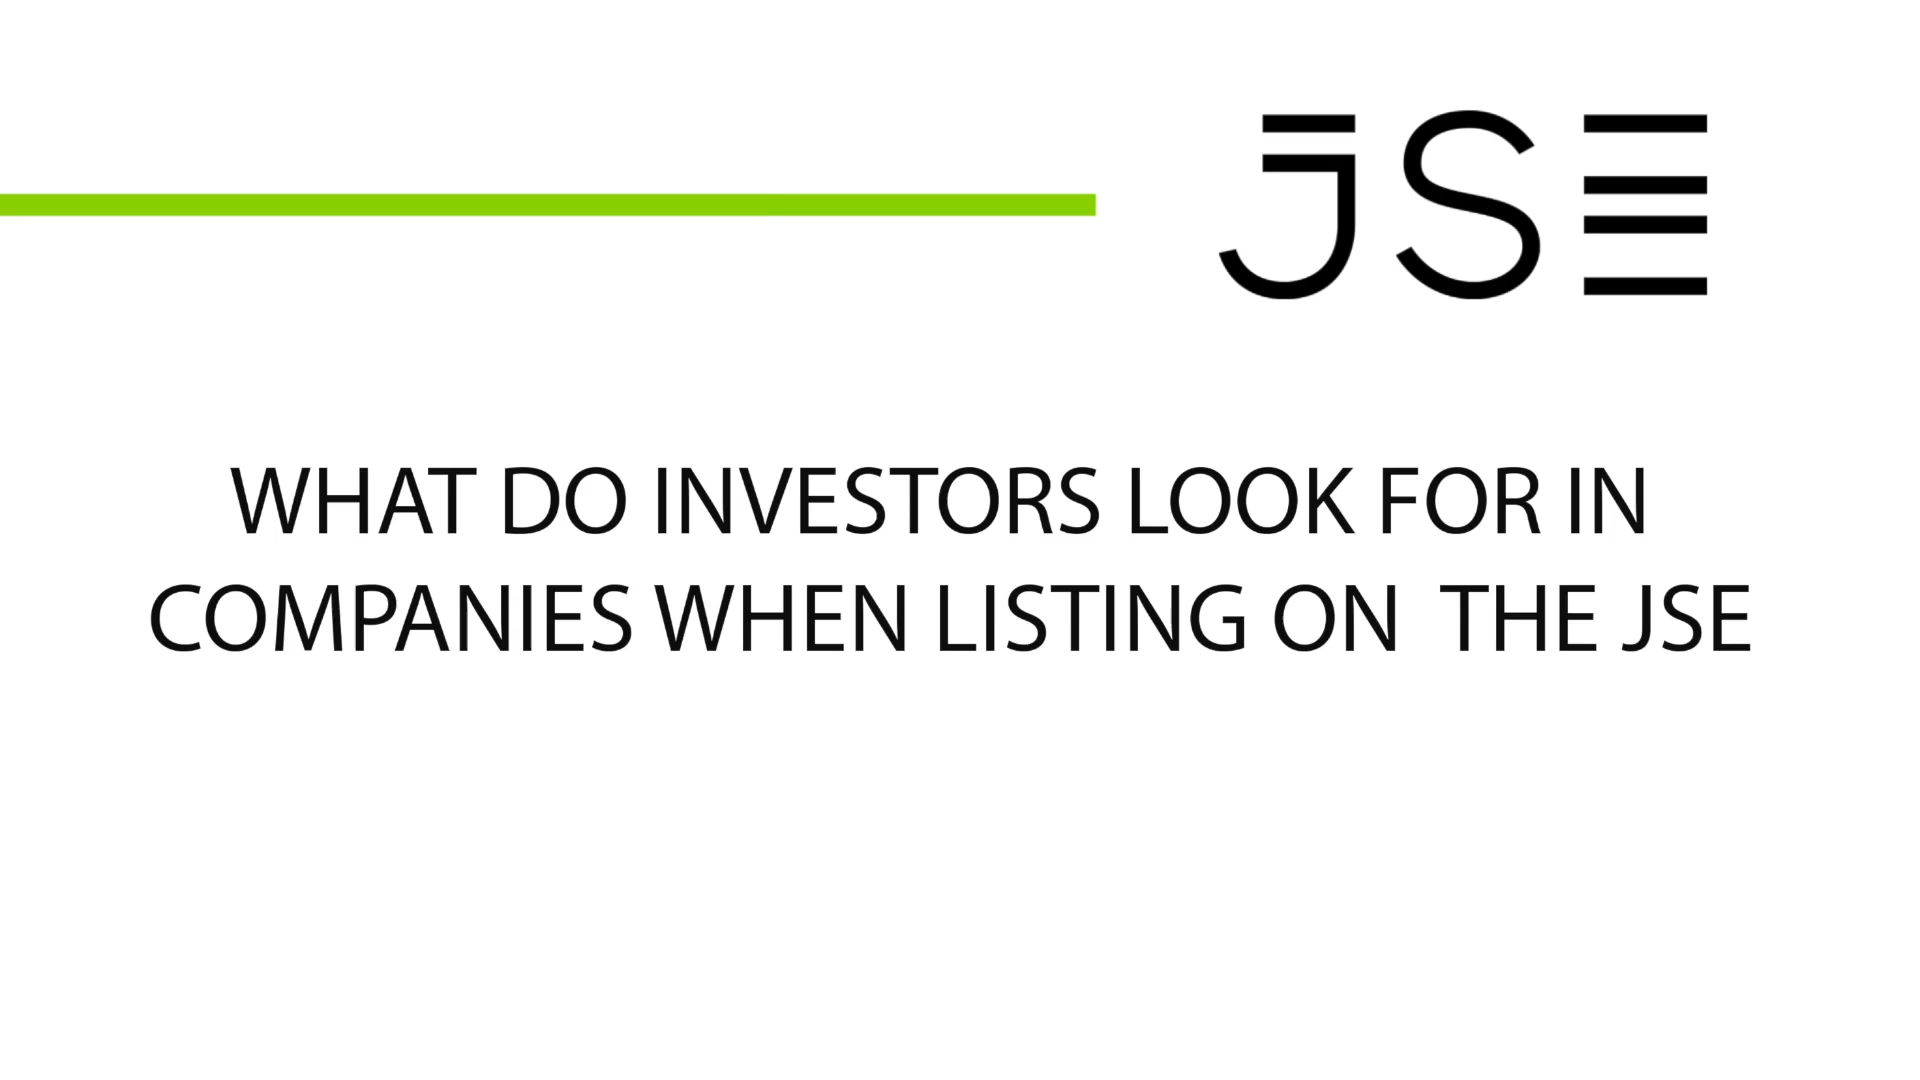 JSE
WHAT DO INVESTORS LOOK FOR IN
COMPANIES WHEN LISTING ON  THE JSE